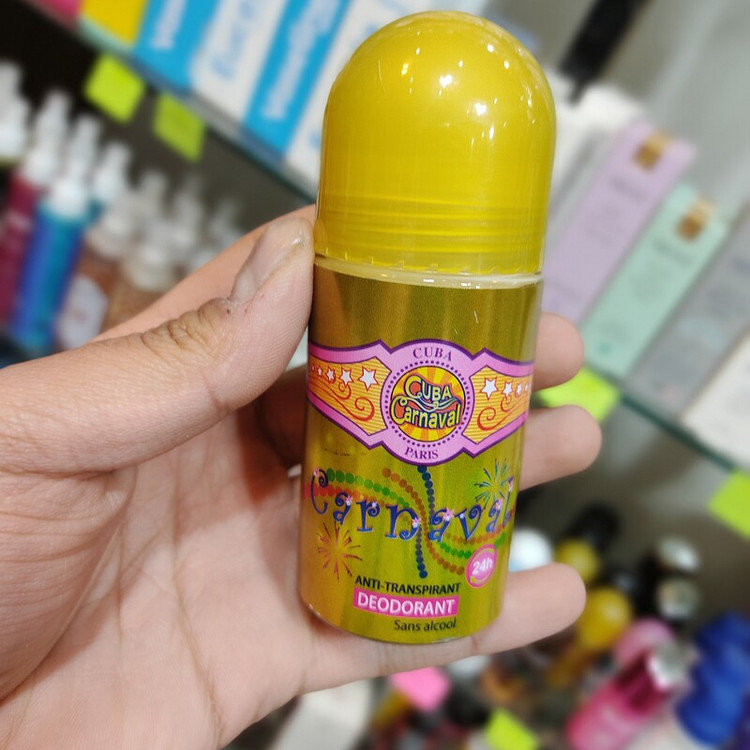 CUBA
CUBA
Carnaval
PARIS
Carnaval
24h
ANTI-TRANSPIRANT
DEODORANT
Sans alcool